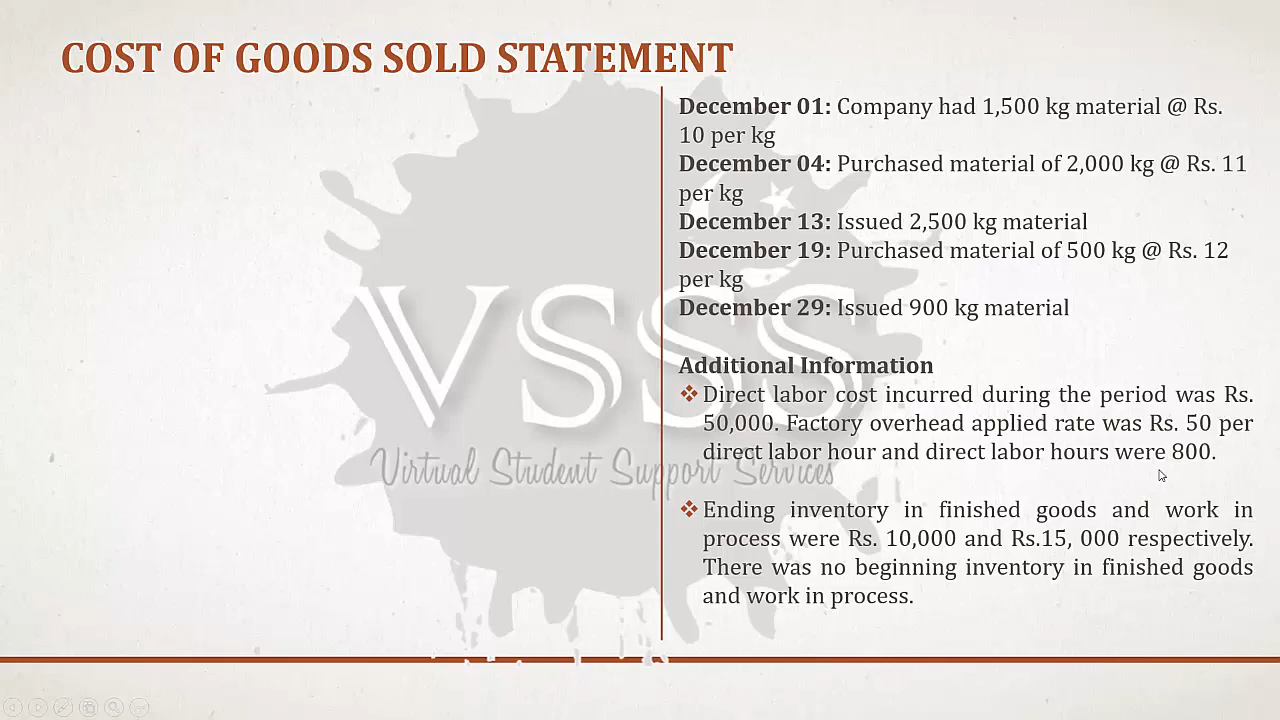 COST OF GOODS SOLD STATEMENT
December 01: Company had 1,500 kg material @ Rs.
10 per kg
December 04: Purchased material of 2,000 kg @ Rs. 11
per kg
December 13: Issued 2,500 kg material
December 19: Purchased material of 500 kg @ Rs. 12
per kg
December 29: Issued 900 kg material
Additional Information
Direct labor cost incurred during the period was Rs.
50,000. Factory overhead applied rate was Rs. 50 per
direct labor hour and direct labor hours were 800.
Ending inventory in finished goods and work in
process were Rs. 10,000 and Rs.15, 000 respectively.
There was no beginning inventory in finished goods
and work in process.
VSSS
Virtual Student Support Services